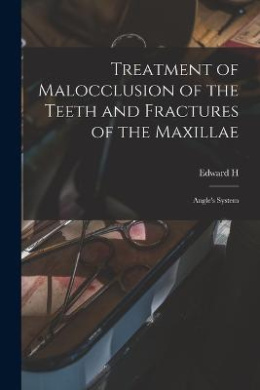 Treatment of
Malocclusion of the
Teeth and Fractures
of the Maxillae
Edward H
Angle's System